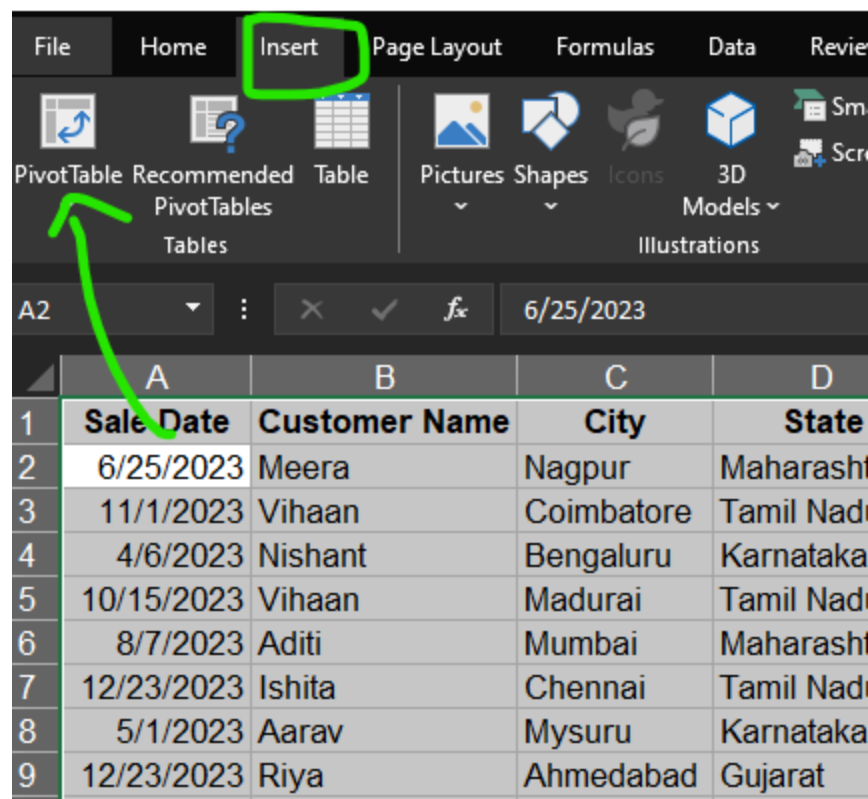 File Home Insert Page Layout Formulas Data
PivotTable Recommended PivotTables Table Pictures Shapes Icons 3D Models
Tables Illustrations
A2 fx 6/25/2023
A B C D
1 Sale Date Customer Name City State
2 6/25/2023 Meera Nagpur
3 11/1/2023 Vihaan Coimbatore Tamil
4 4/6/2023 Nishant Bengaluru Karnataka
5 10/15/2023 Vihaan Madurai Tamil
6 8/7/2023 Aditi Mumbai
7 12/23/2023 Ishita Chennai Tamil
8 5/1/2023 Aarav Mysuru Karnataka
9 12/23/2023 Riya Ahmedabad Gujarat